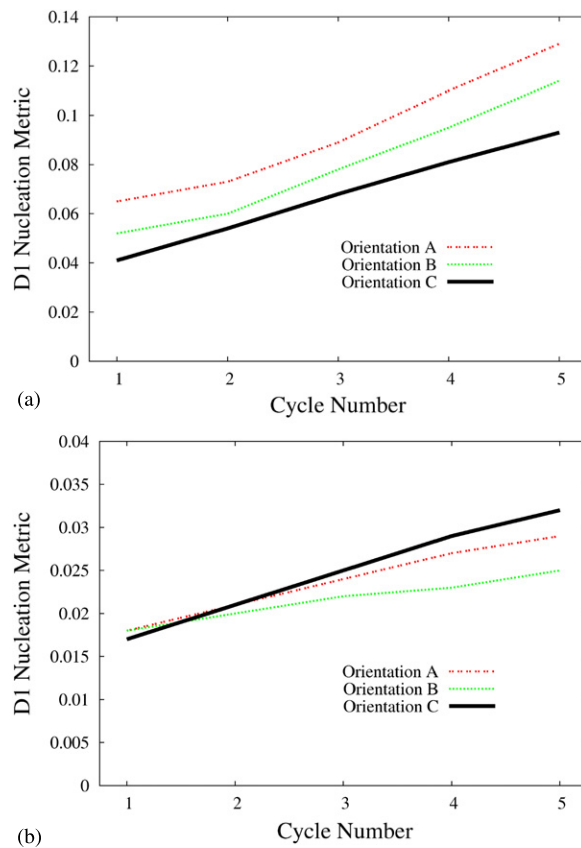 0.14
0.12
0.1
0.08
0.06
0.04
0.02
0
D1 Nucleation Metric
Orientation A
Orientation B
Orientation C
1 2 3 4 5
(a)
Cycle Number
0.04
0.035
0.03
0.025
0.02
0.015
0.01
0.005
0
D1 Nucleation Metric
Orientation A
Orientation B
Orientation C
1 2 3 4 5
(b)
Cycle Number